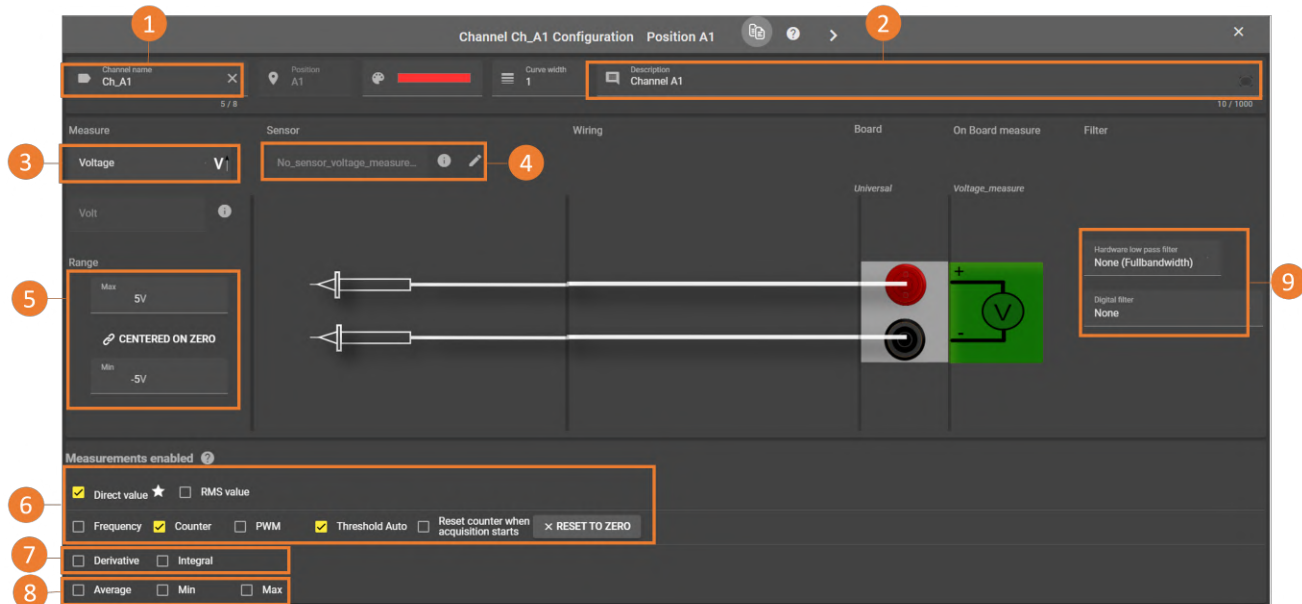 1
2
Channel Ch_A1 Configuration Position A1
Channel name
Ch_A1
5 / 8
Position
A1
Curve width
1
Description
Channel A1
10 / 1000
Measure
Sensor
Wiring
Board
On Board measure
Filter
3
Voltage
V
No_sensor_voltage_measure...
4
Volt
Universal
Voltage_measure
Range
5
Max
5V
CENTERED ON ZERO
Min
-5V
+
V
-
Hardware low pass filter
None (Fullbandwidth)
Digital filter
None
9
Measurements enabled
6
Direct value
RMS value
Frequency
Counter
PWM
Threshold Auto
Reset counter when
acquisition starts
RESET TO ZERO
7
Derivative
Integral
8
Average
Min
Max